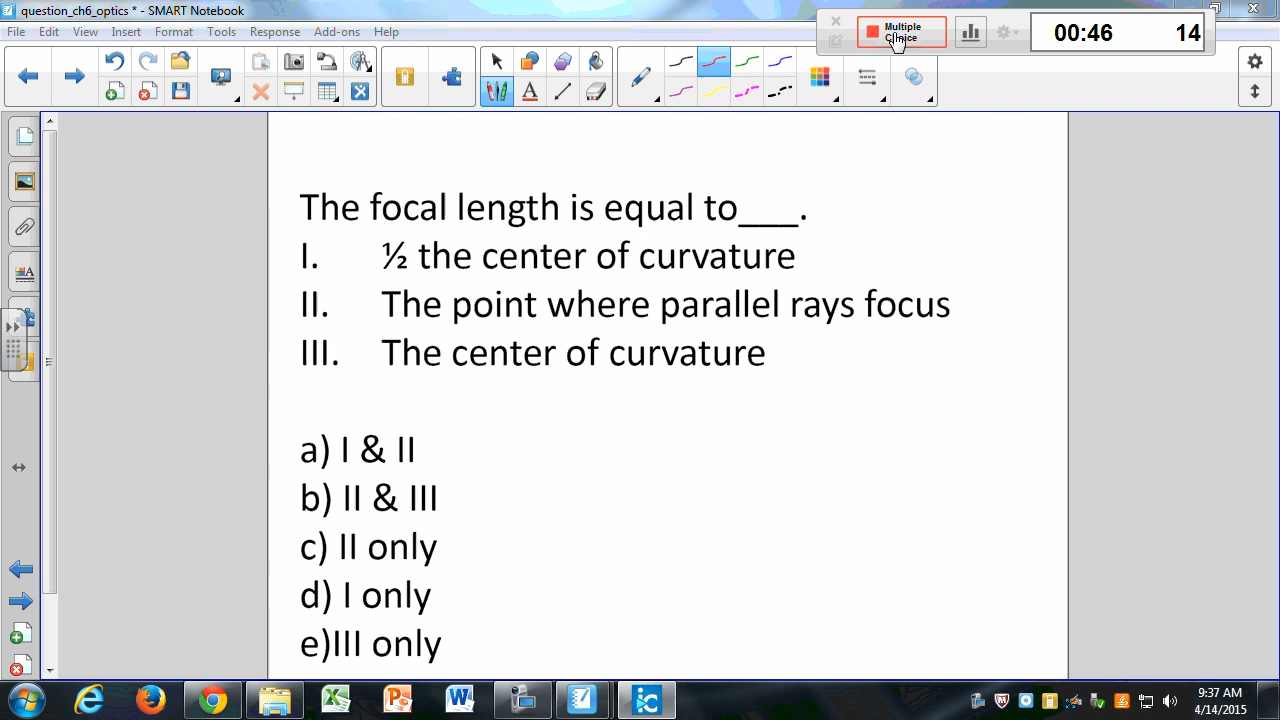 question_ch6_optics * - SMART Notebook
File Edit View Insert Format Tools Response Add-ons Help
Multiple
Choice
00:46 14
The focal length is equal to___.
I. ½ the center of curvature
II. The point where parallel rays focus
III. The center of curvature
a) I & II
b) II & III
c) II only
d) I only
e)III only
9:37 AM
4/14/2015